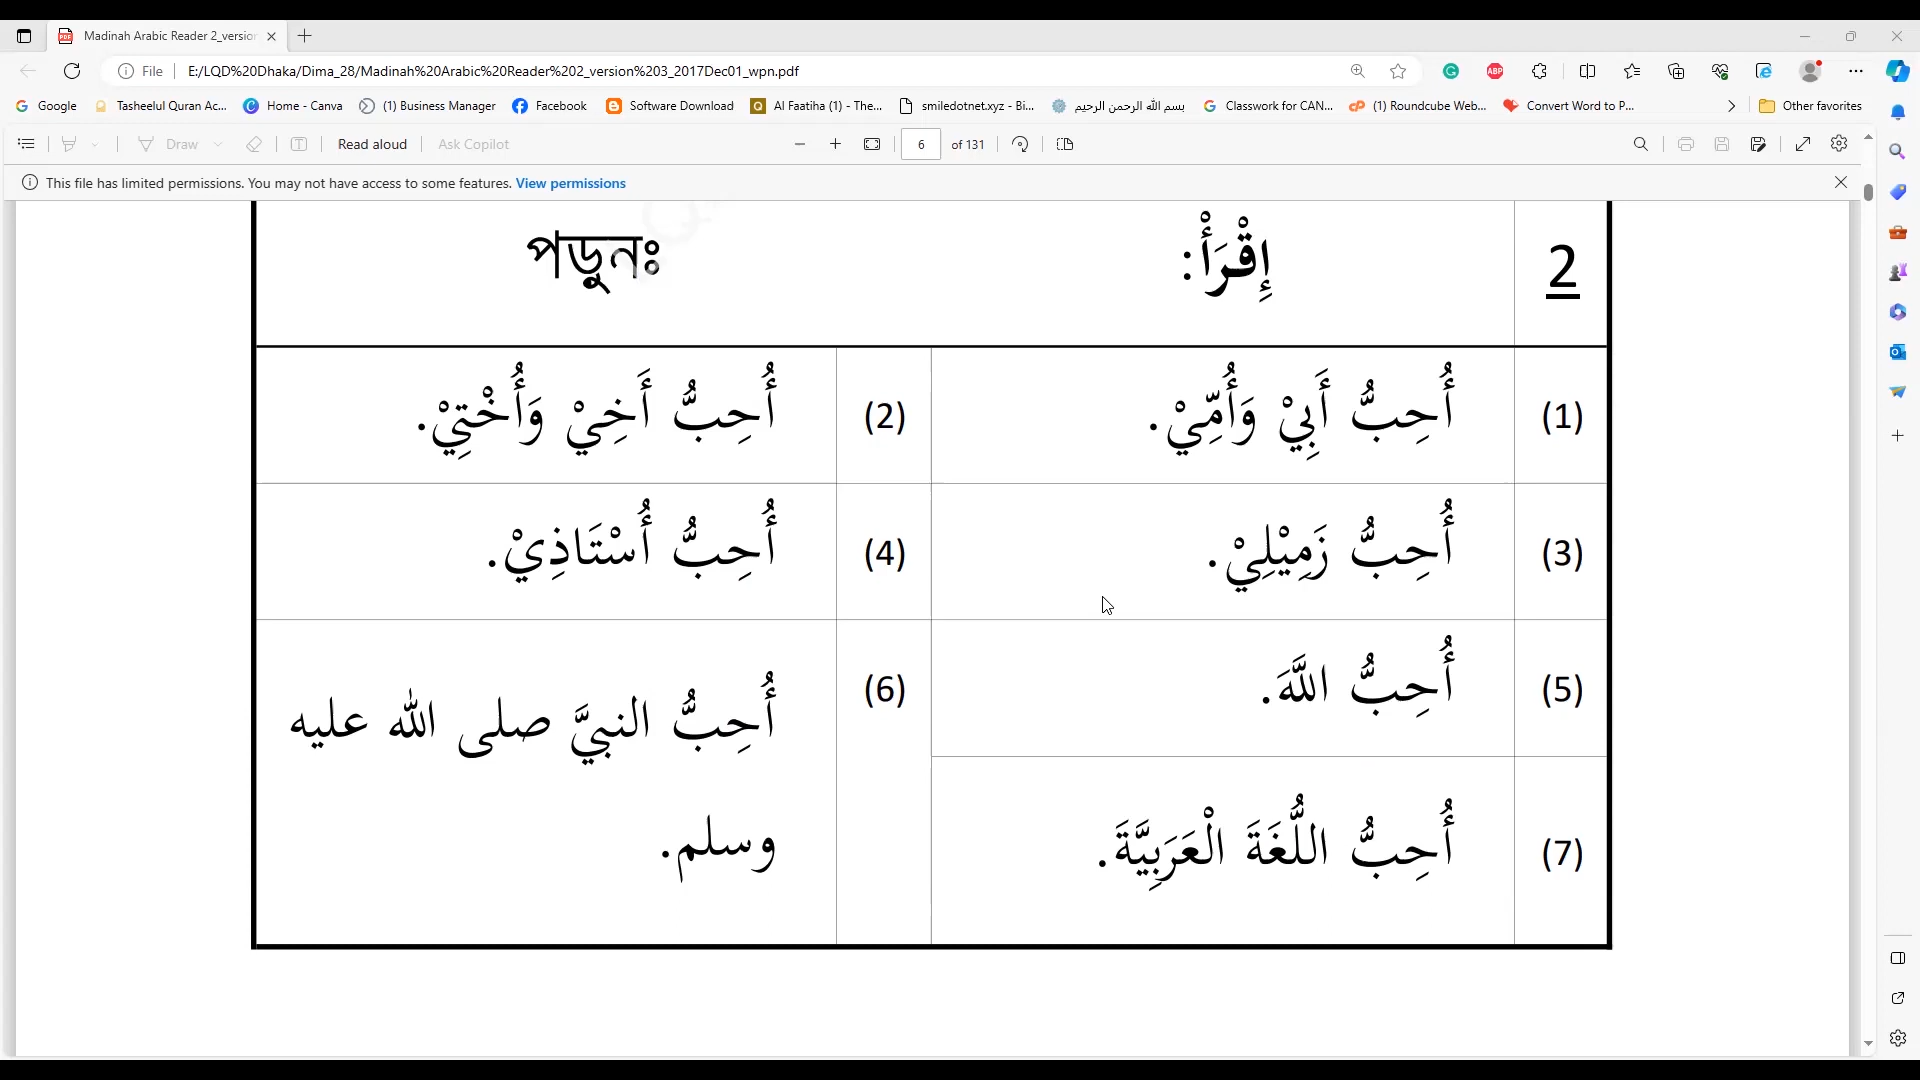 Madinah Arabic Reader 2_versio
File
E:/LQD%20Dhaka/Dima_28/Madinah%20Arabic%20Reader%202_version%203_2017Dec01_wpn.pdf
Google
Tasheelul Quran Ac...
Home - Canva
(1) Business Manager
Facebook
Software Download
Al Faatiha (1) - The...
smiledotnet.xyz - Bi...
بسم الله الرحمن الرحيم
Classwork for CAN...
(1) Roundcube Web...
Convert Word to P...
Other favorites
Draw
Read aloud
Ask Copilot
6 of 131
This file has limited permissions. You may not have access to some features. View permissions
2 إِقْرَأْ: পড়ুনঃ
(1) أُحِبُّ أَبِيْ وَأُمِّيْ.
(2) أُحِبُّ أَخِيْ وَأُخْتِيْ.
(3) أُحِبُّ زَمِيْلِيْ.
(4) أُحِبُّ أُسْتَاذِيْ.
(5) أُحِبُّ اللَّهَ.
(6) أُحِبُّ النبيَّ صلى الله عليه
وسلم.
(7) أُحِبُّ اللُّغَةَ الْعَرَبِيَّةَ.